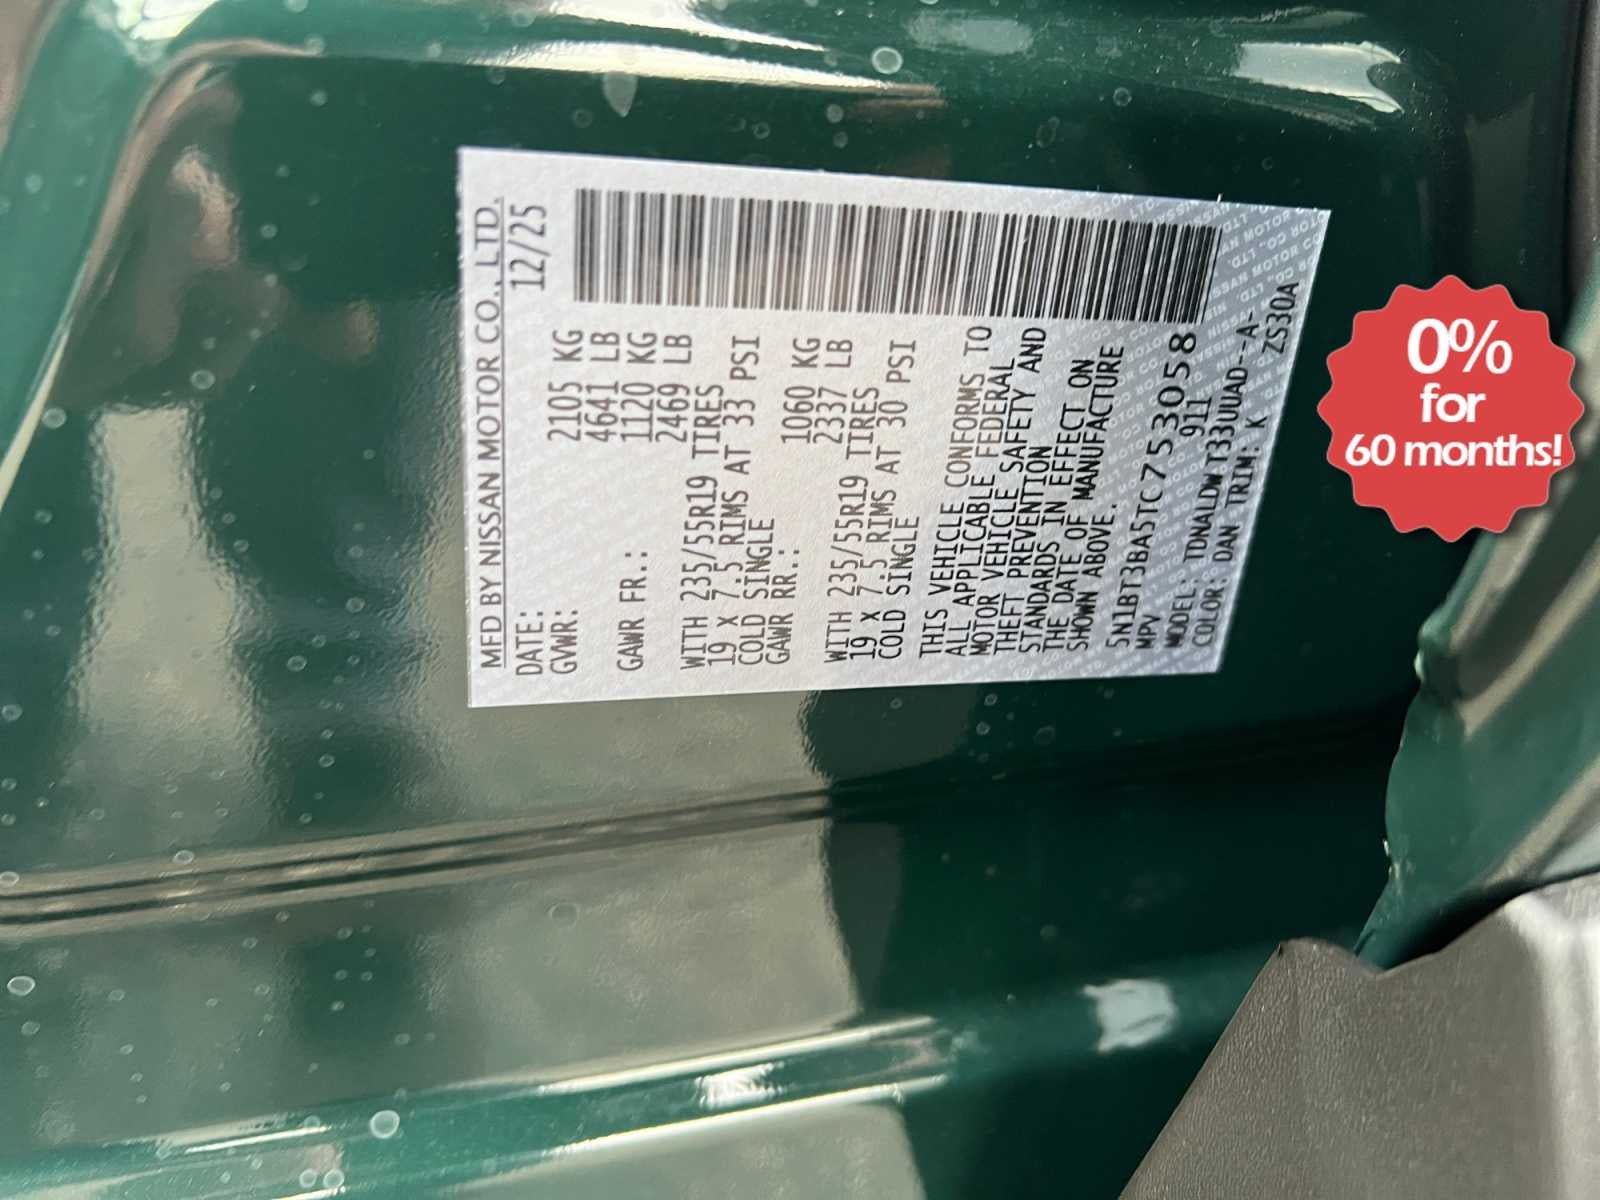 MFD BY NISSAN MOTOR CO., LTD.
DATE: 12/25
GVWR: 2105 KG
4641 LB
GAWR FR.: 1120 KG
2469 LB
WITH 235/55R19 TIRES
19 X 7.5 RIMS AT 33 PSI
COLD SINGLE
GAWR RR.: 1060 KG
2337 LB
WITH 235/55R19 TIRES
19 X 7.5 RIMS AT 30 PSI
COLD SINGLE
THIS VEHICLE CONFORMS TO
ALL APPLICABLE FEDERAL
MOTOR VEHICLE SAFETY AND
THEFT PREVENTION
STANDARDS IN EFFECT ON
THE DATE OF MANUFACTURE
SHOWN ABOVE.
5N1BT3BA5TC753058
MPV 911
MODEL: TDNALDWT33UUAD--A-
COLOR: DAN TRIM: K ZS30A
0%
for
60 months!